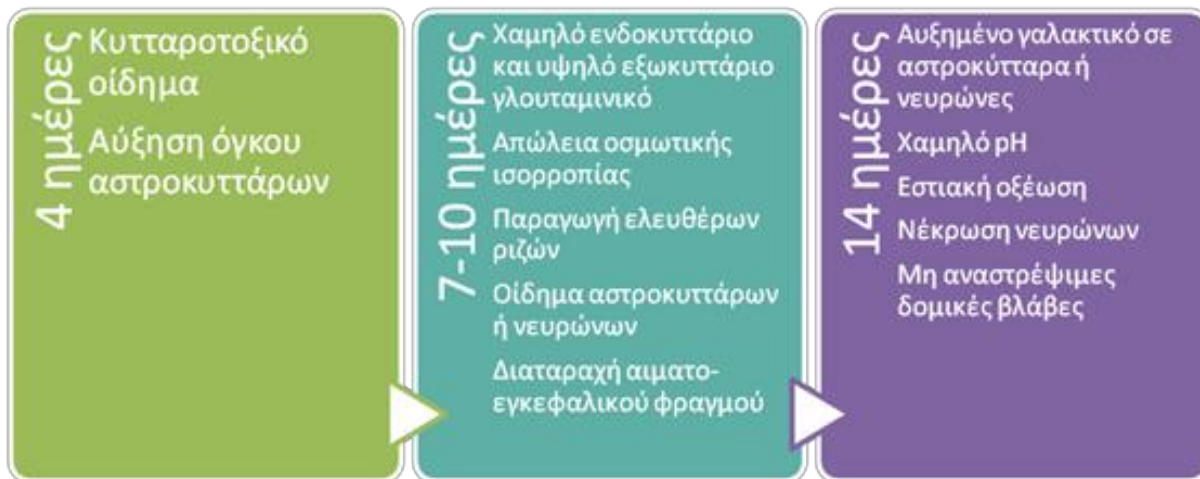 4 ημέρες
Κυτταροτοξικό
οίδημα
Αύξηση όγκου
αστροκυττάρων
7-10 ημέρες
Χαμηλό ενδοκυττάριο
και υψηλό εξωκυττάριο
γλουταμινικό
Απώλεια οσμωτικής
ισορροπίας
Παραγωγή ελευθέρων
ριζών
Οίδημα αστροκυττάρων
ή νευρώνων
Διαταραχή αιματο-
εγκεφαλικού φραγμού
14 ημέρες
Αυξημένο γαλακτικό σε
αστροκύτταρα ή
νευρώνες
Χαμηλό pH
Εστιακή οξέωση
Νέκρωση νευρώνων
Μη αναστρέψιμες
δομικές βλάβες